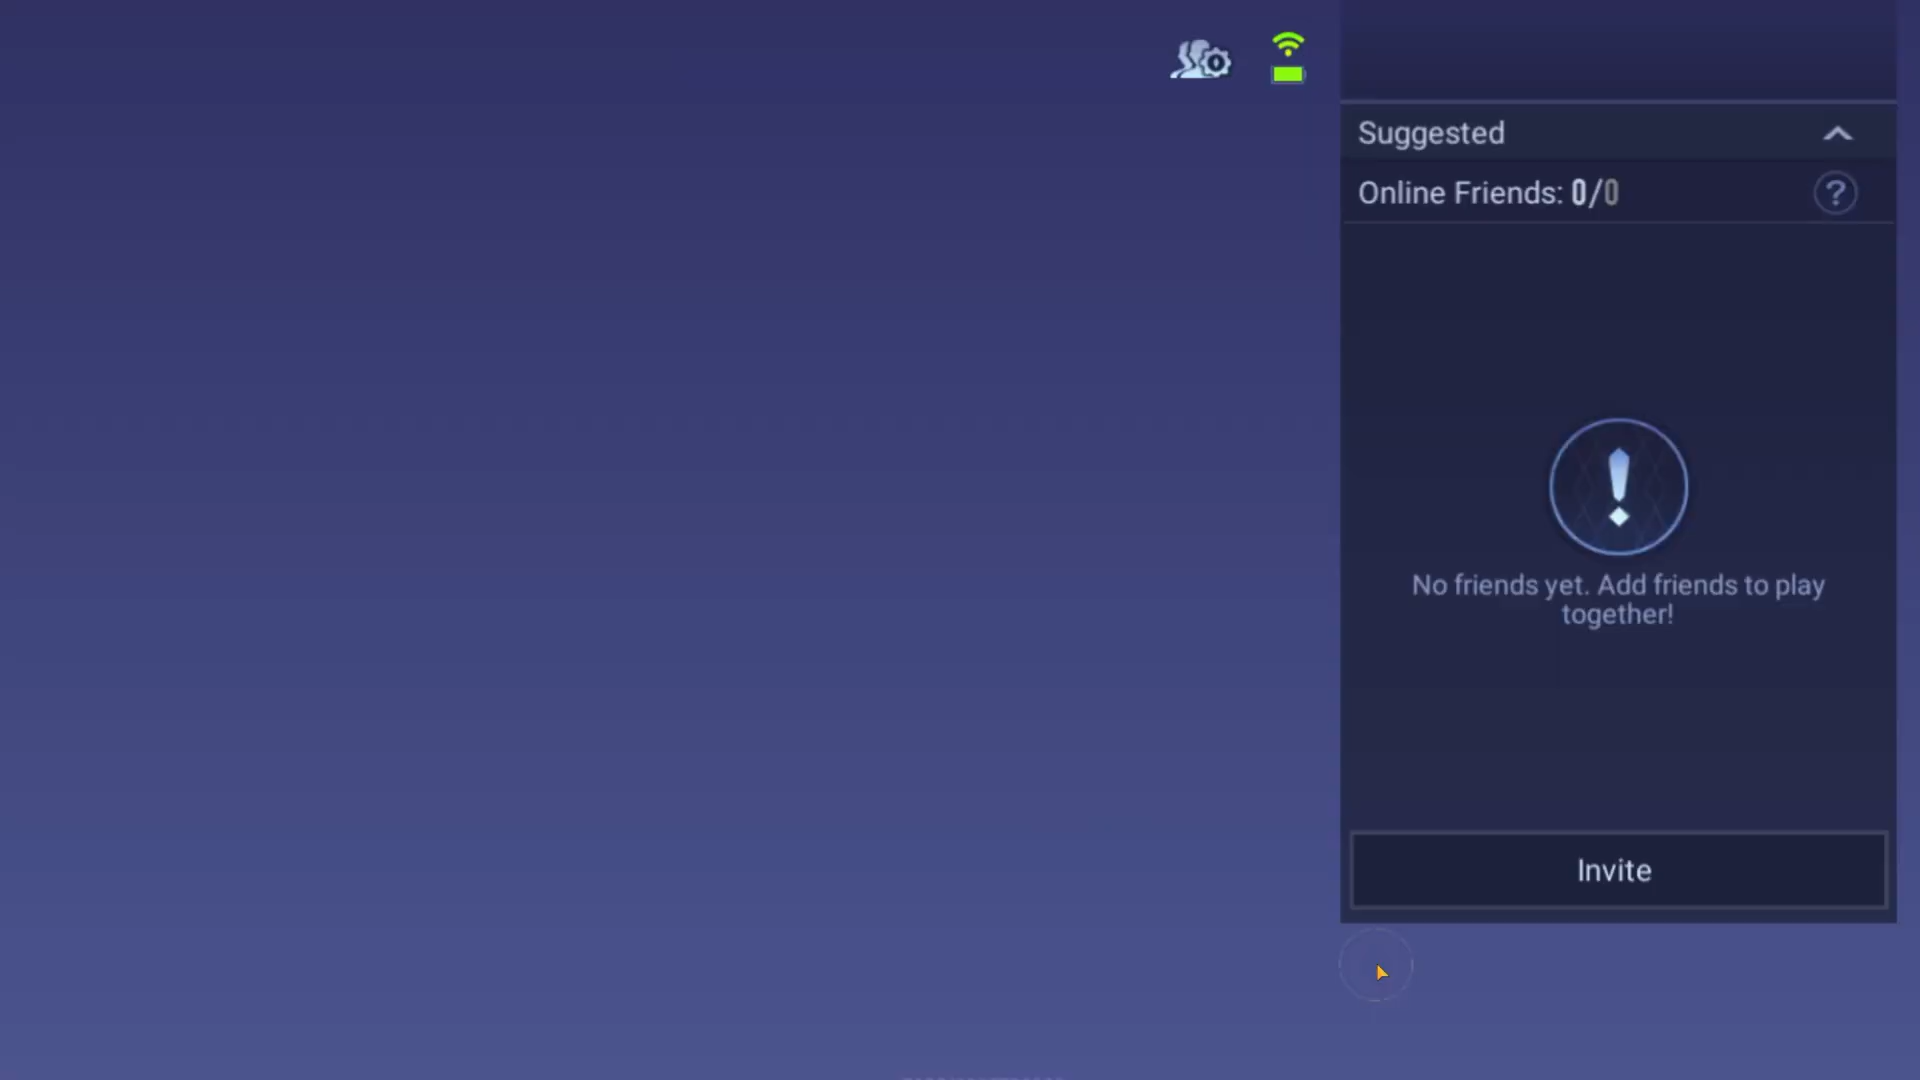 Suggested
Online Friends: 0/0
?
No friends yet. Add friends to play
together!
Invite